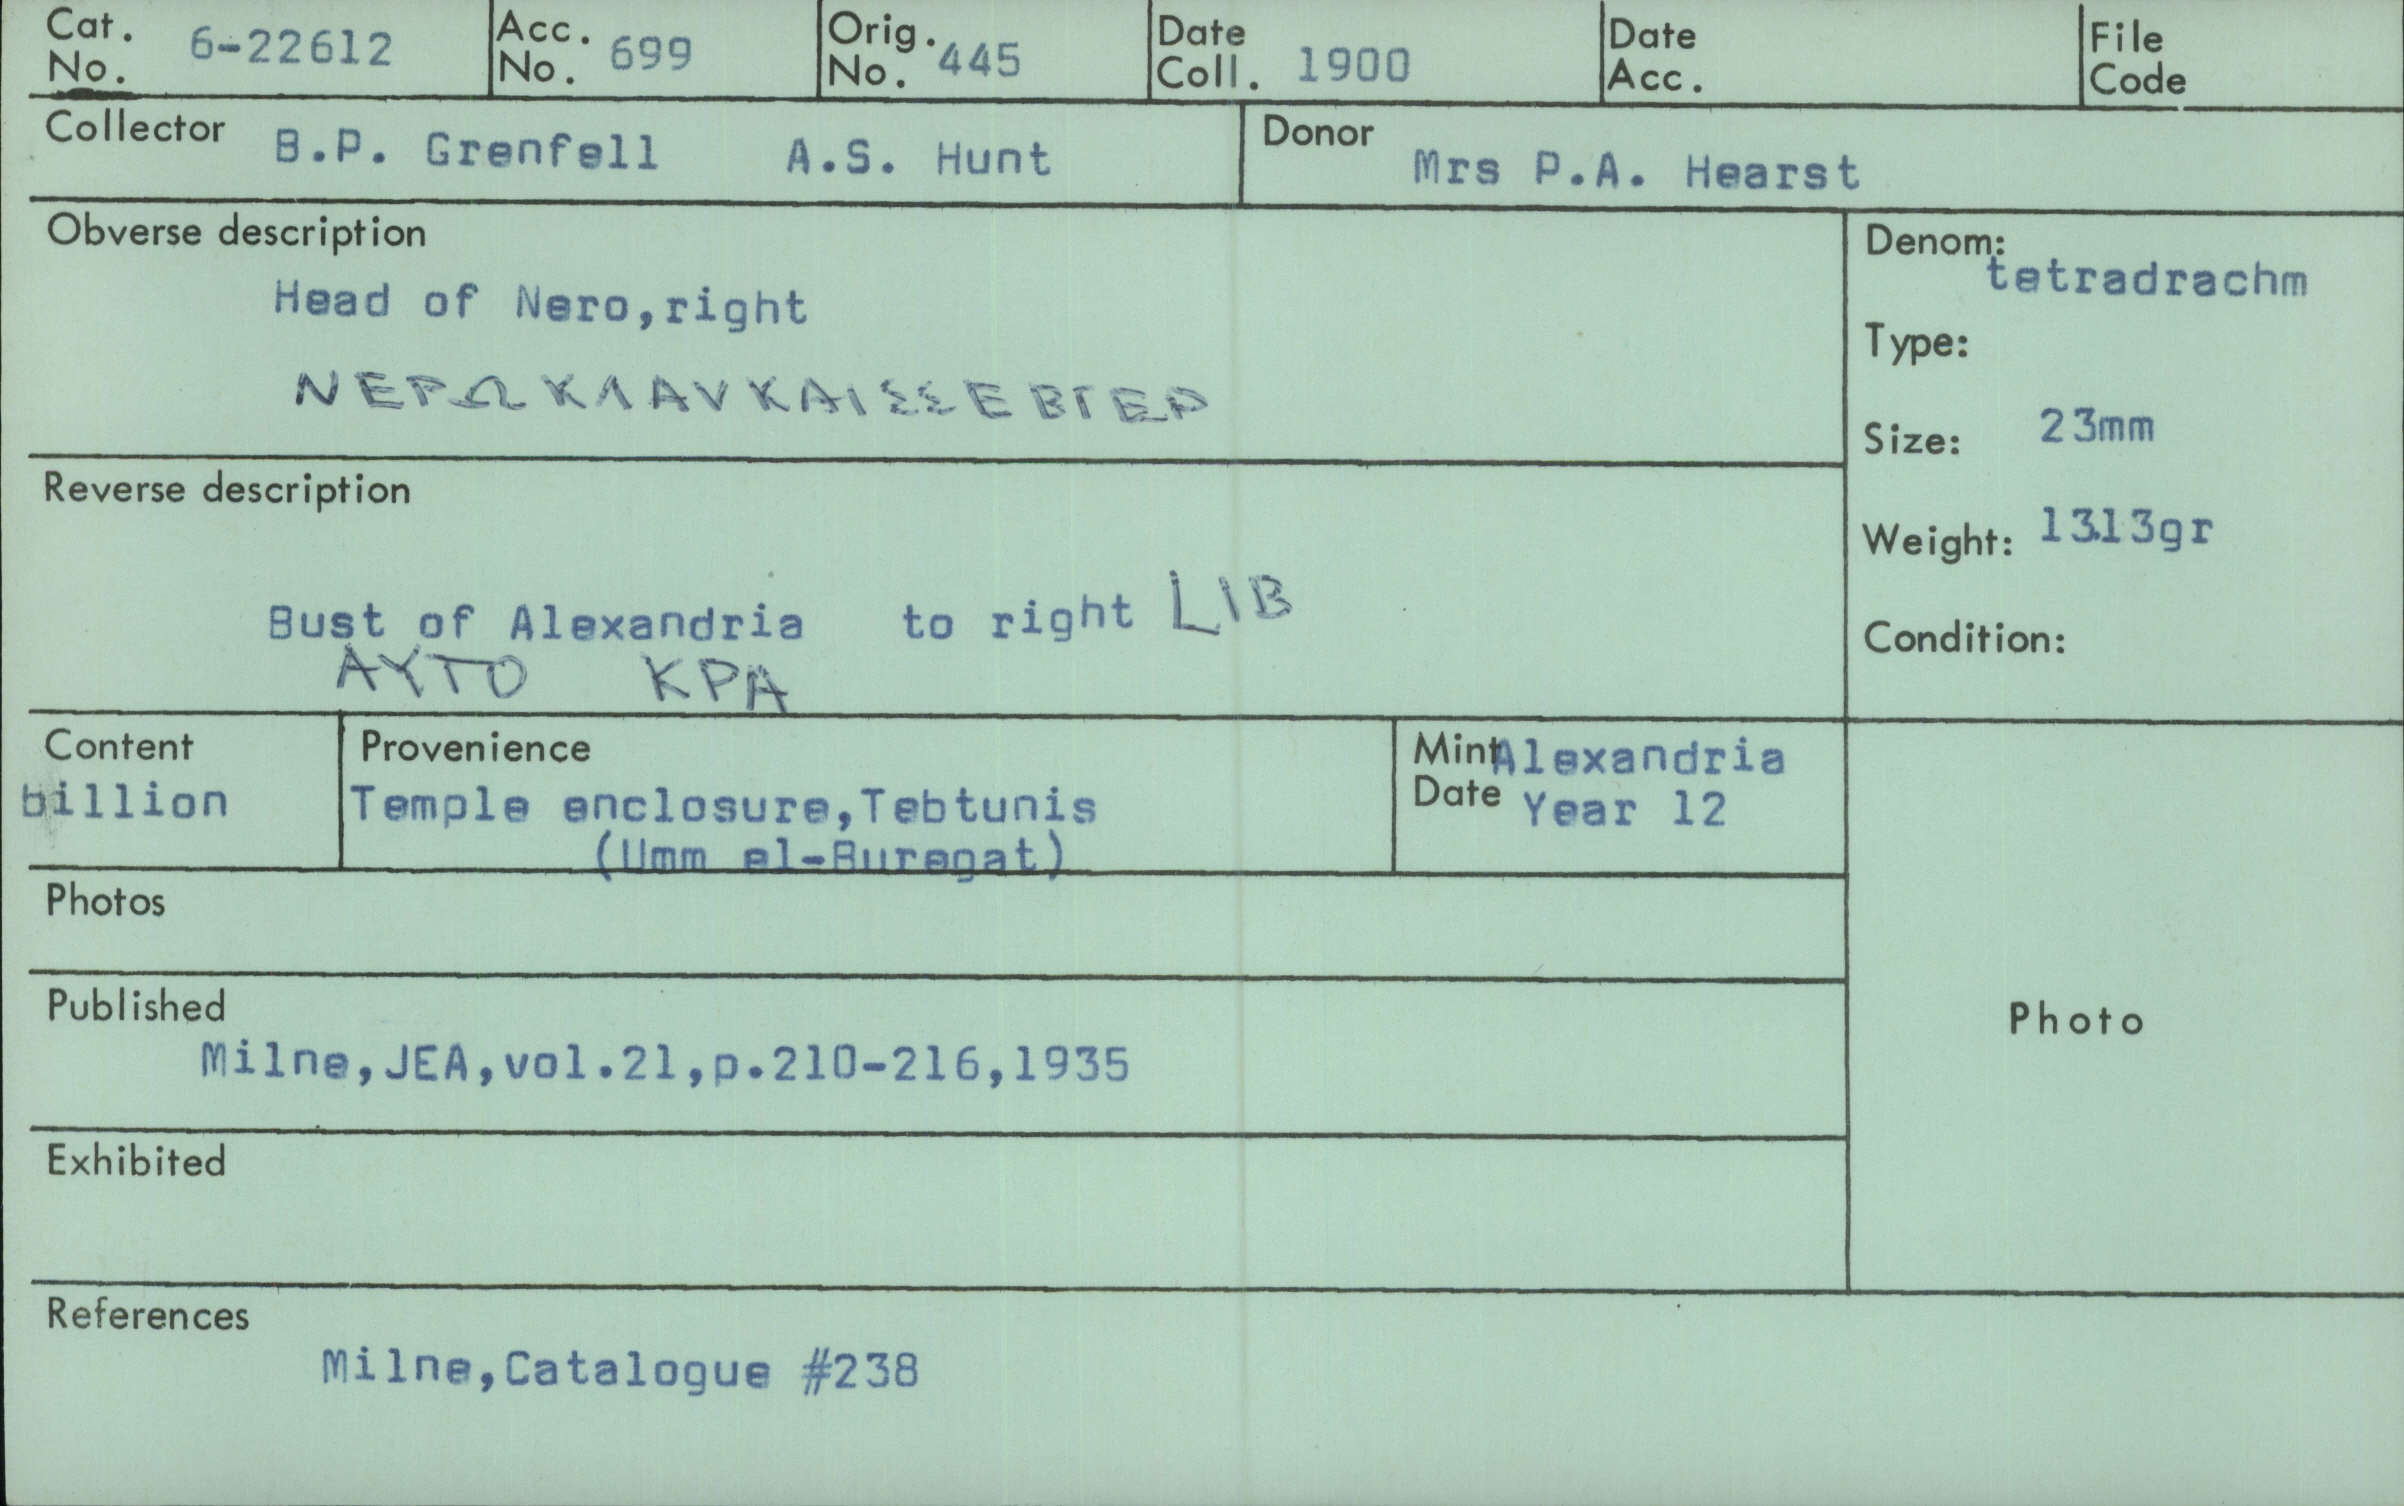 Cat. No. 6-22612 Acc. No. 699 Orig. No. 445 Date Coll. 1900 Date Acc. File Code
Collector B.P. Grenfell A.S. Hunt Donor Mrs P.A. Hearst
Obverse description
Head of Nero,right
ΝΕΡΩΚΛΑVΚΑΙΣΣΕΒΓΕΡ
Denom: tetradrachm
Type:
Size: 23mm
Weight: 13.13gr
Condition:
Reverse description
Bust of Alexandria to right LIB
ΑΥΤΟ ΚΡΑ
Content
billion
Provenience
Temple enclosure,Tebtunis
(Umm el-Buregat)
Mint Alexandria
Date Year 12
Photos
Published
Milne,JEA,vol.21,p.210-216,1935
Photo
Exhibited
References
Milne,Catalogue #238